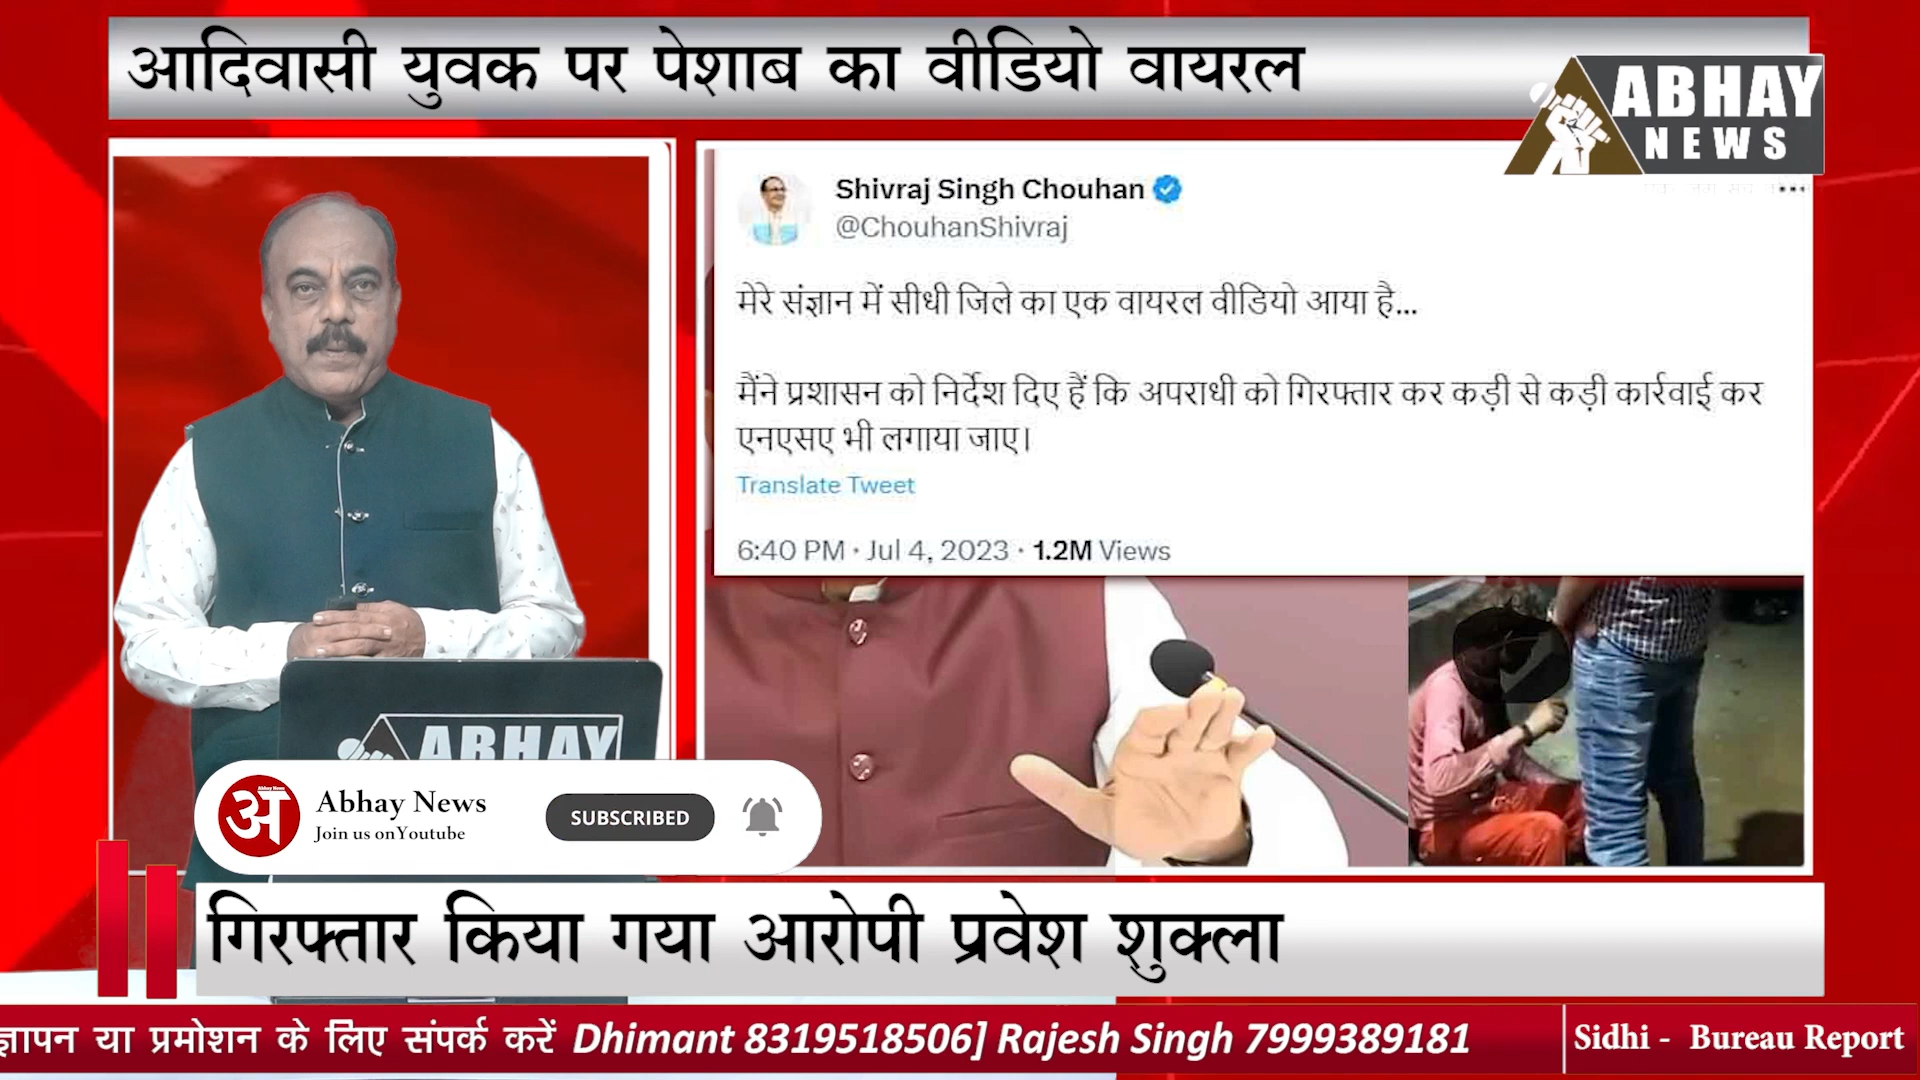 आदिवासी युवक पर पेशाब का वीडियो वायरल
ABHAY
NEWS
Shivraj Singh Chouhan
@ChouhanShivraj
मेरे संज्ञान में सीधी जिले का एक वायरल वीडियो आया है...
मैंने प्रशासन को निर्देश दिए हैं कि अपराधी को गिरफ्तार कर कड़ी से कड़ी कार्रवाई कर
एनएसए भी लगाया जाए।
Translate Tweet
6:40 PM · Jul 4, 2023 · 1.2M Views
ABHAY
अ
Abhay News
Abhay News
Join us onYoutube
SUBSCRIBED
गिरफ्तार किया गया आरोपी प्रवेश शुक्ला
ज्ञापन या प्रमोशन के लिए संपर्क करें Dhimant 8319518506] Rajesh Singh 7999389181
Sidhi - Bureau Report